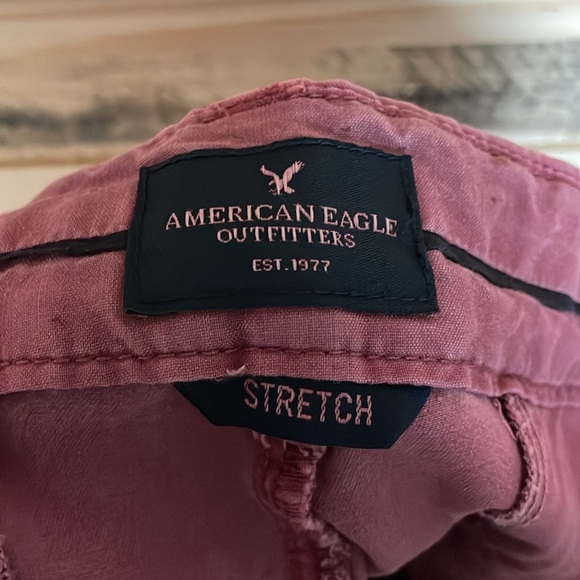 AMERICAN EAGLE
OUTFITTERS
EST. 1977
STRETCH